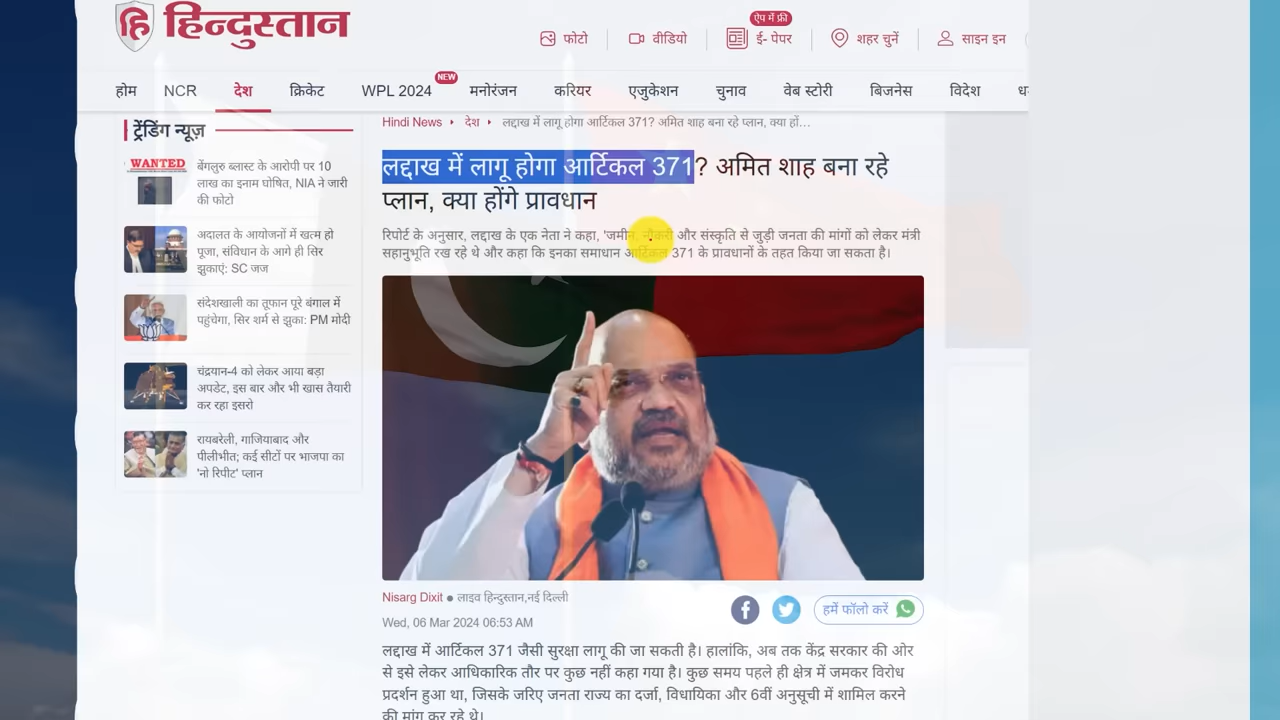 हिन्दुस्तान
ऐप में फ्री
फोटो
वीडियो
ई- पेपर
शहर चुनें
साइन इन
होम
NCR
देश
क्रिकेट
WPL 2024
NEW
मनोरंजन
करियर
एजुकेशन
चुनाव
वेब स्टोरी
बिजनेस
विदेश
ट्रेंडिंग न्यूज़
WANTED
बेंगलुरु ब्लास्ट के आरोपी पर 10
लाख का इनाम घोषित, NIA ने जारी
की फोटो
अदालत के आयोजनों में खत्म हो
पूजा, संविधान के आगे ही सिर
झुकाएं: SC जज
संदेशखाली का तूफान पूरे बंगाल में
पहुंचेगा, सिर शर्म से झुका: PM मोदी
चंद्रयान-4 को लेकर आया बड़ा
अपडेट, इस बार और भी खास तैयारी
कर रहा इसरो
रायबरेली, गाजियाबाद और
पीलीभीत; कई सीटों पर भाजपा का
'नो रिपीट' प्लान
Hindi News
देश
लद्दाख में लागू होगा आर्टिकल 371? अमित शाह बना रहे प्लान, क्या हों...
लद्दाख में लागू होगा आर्टिकल 371? अमित शाह बना रहे
प्लान, क्या होंगे प्रावधान
रिपोर्ट के अनुसार, लद्दाख के एक नेता ने कहा, 'जमीन, नौकरी और संस्कृति से जुड़ी जनता की मांगों को लेकर मंत्री
सहानुभूति रख रहे थे और कहा कि इनका समाधान आर्टिकल 371 के प्रावधानों के तहत किया जा सकता है।
Nisarg Dixit ● लाइव हिन्दुस्तान,नई दिल्ली
Wed, 06 Mar 2024 06:53 AM
हमें फॉलो करें
लद्दाख में आर्टिकल 371 जैसी सुरक्षा लागू की जा सकती है। हालांकि, अब तक केंद्र सरकार की ओर
से इसे लेकर आधिकारिक तौर पर कुछ नहीं कहा गया है। कुछ समय पहले ही क्षेत्र में जमकर विरोध
प्रदर्शन हुआ था, जिसके जरिए जनता राज्य का दर्जा, विधायिका और 6वीं अनुसूची में शामिल करने
की मांग कर रहे थे।